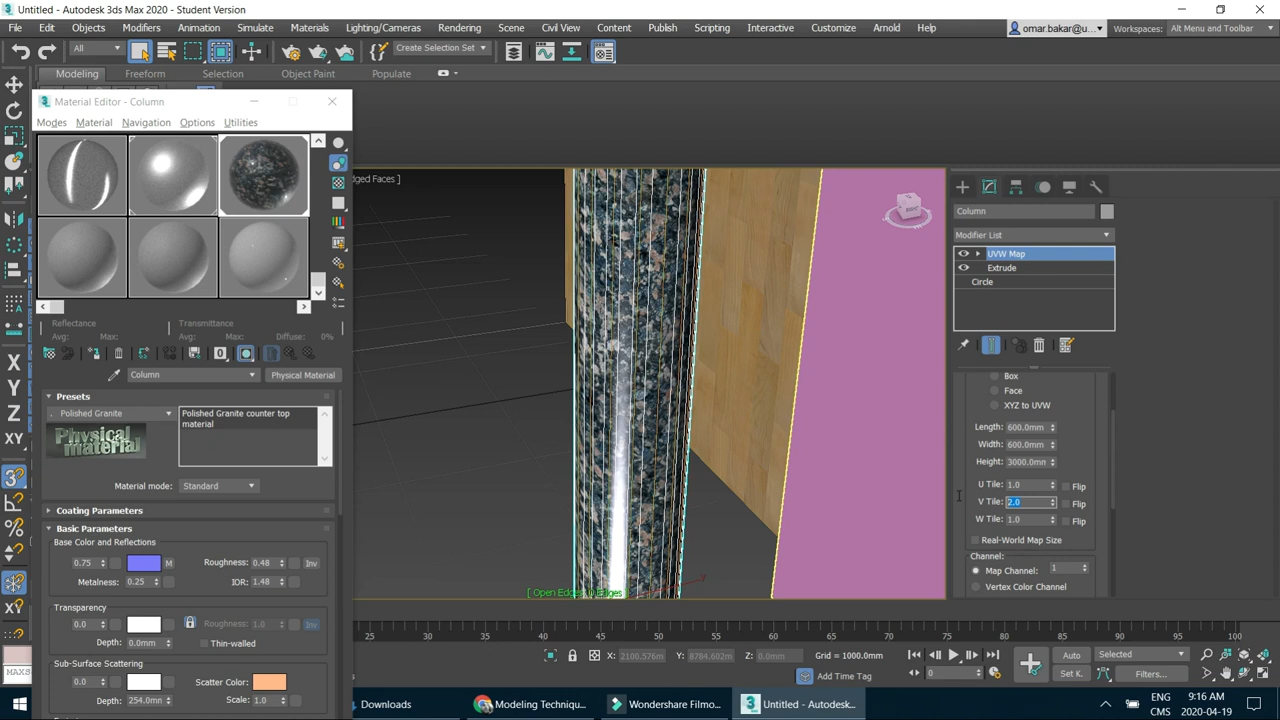 Untitled - Autodesk 3ds Max 2020 - Student Version
File Edit Objects Modifiers Animation Simulate Materials Lighting/Cameras Rendering Scene Civil View Content Publish Scripting Interactive Customize Arnold Help
omar.bakar@u... Workspaces: Alt Menu and Toolbar
All Create Selection Set
Modeling Freeform Selection Object Paint Populate
Material Editor - Column
Modes Material Navigation Options Utilities
dged Faces ]
RIGHT
Column
Modifier List
UVW Map
Extrude
Circle
Reflectance Transmittance
Avg: Max: Avg: Max: Diffuse: 0%
Column Physical Material
Presets
Polished Granite
Polished Granite counter top
material
Physical
material
Material mode: Standard
Coating Parameters
Basic Parameters
Base Color and Reflections
0.75 M Roughness: 0.48 Inv
Metalness: 0.25 IOR: 1.48
Transparency
0.0 Roughness: 1.0 Inv
Depth: 0.0mm Thin-walled
Sub-Surface Scattering
0.0 Scatter Color:
Depth: 254.0mn Scale: 1.0
Box
Face
XYZ to UVW
Length: 600.0mm
Width: 600.0mm
Height: 3000.0mn
U Tile: 1.0 Flip
V Tile: 2.0 Flip
W Tile: 1.0 Flip
Real-World Map Size
Channel:
Map Channel: 1
Vertex Color Channel
X
Y
Z
XY
XY
MAXS
25 30 35 40 45 50 55 60 65 70 75 80 85 90 95 100
X: 2100.576m Y: 8784.602m Z: 0.0mm Grid = 1000.0mm
Add Time Tag
0
Auto Selected
Set K. Filters...
Downloads Modeling Techniqu... Wondershare Filmo... Untitled - Autodes...
ENG
CMS
9:16 AM
2020-04-19